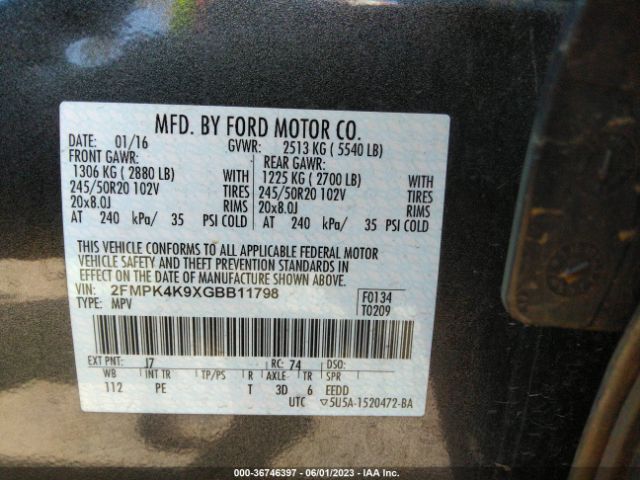 MFD. BY FORD MOTOR CO.
DATE: 01/16 GVWR: 2513 KG ( 5540 LB)
FRONT GAWR: REAR GAWR:
1306 KG ( 2880 LB) WITH 1225 KG ( 2700 LB) WITH
245/50R20 102V TIRES 245/50R20 102V TIRES
20x8.0J RIMS 20x8.0J RIMS
AT 240 kPa/ 35 PSI COLD AT 240 kPa/ 35 PSI COLD
THIS VEHICLE CONFORMS TO ALL APPLICABLE FEDERAL MOTOR
VEHICLE SAFETY AND THEFT PREVENTION STANDARDS IN
EFFECT ON THE DATE OF MANUFACTURE SHOWN ABOVE.
VIN: 2FMPK4K9XGBB11798 F0134
TYPE: MPV T0209
EXT PNT: J7 RC: 74 DSO:
WB INT TR TP/PS R AXLE TR SPR
112 PE T 3D 6 EEDD
UTC ▽5U5A-1520472-BA
000-36746397 - 06/01/2023 - IAA Inc.